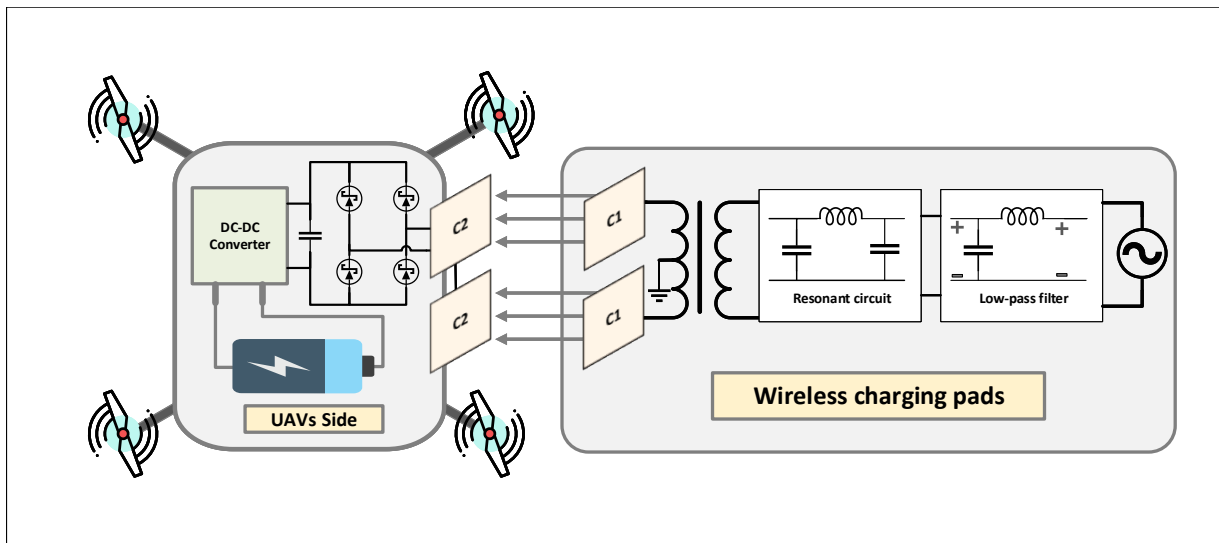 DC-DC
Converter
C2
C2
C1
C1
Resonant circuit
+
+
Low-pass filter
UAVs Side
Wireless charging pads